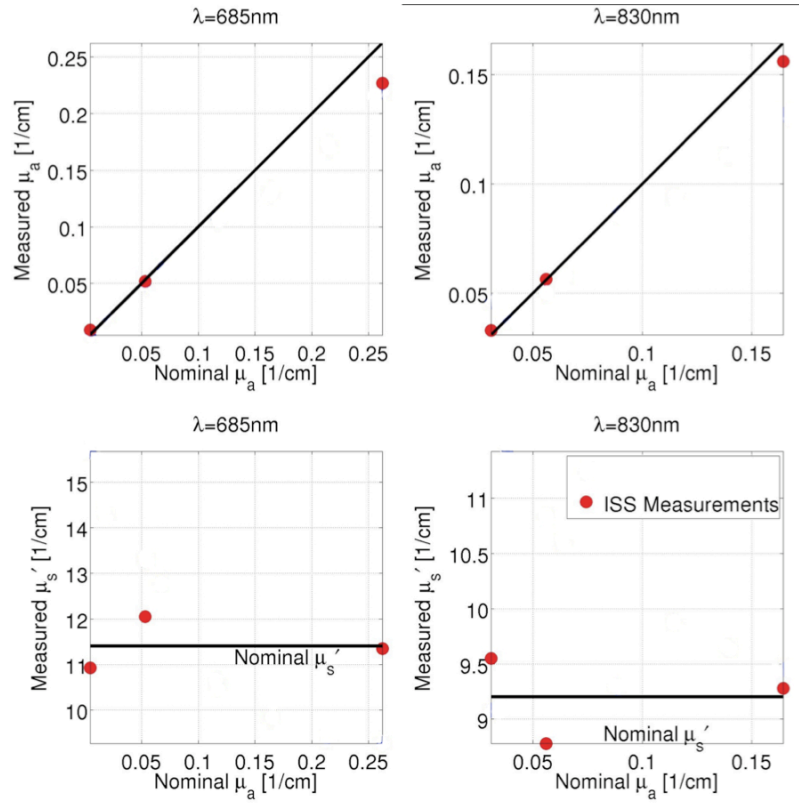 λ=685nm
Measured μa [1/cm]
0.25
0.2
0.15
0.1
0.05
0.05 0.1 0.15 0.2 0.25
Nominal μa [1/cm]
λ=830nm
Measured μa [1/cm]
0.15
0.1
0.05
0.05 0.1 0.15
Nominal μa [1/cm]
λ=685nm
Measured μs′ [1/cm]
15
14
13
12
11
10
Nominal μs′
0.05 0.1 0.15 0.2 0.25
Nominal μa [1/cm]
λ=830nm
Measured μs′ [1/cm]
11
10.5
10
9.5
9
ISS Measurements
Nominal μs′
0.05 0.1 0.15
Nominal μa [1/cm]